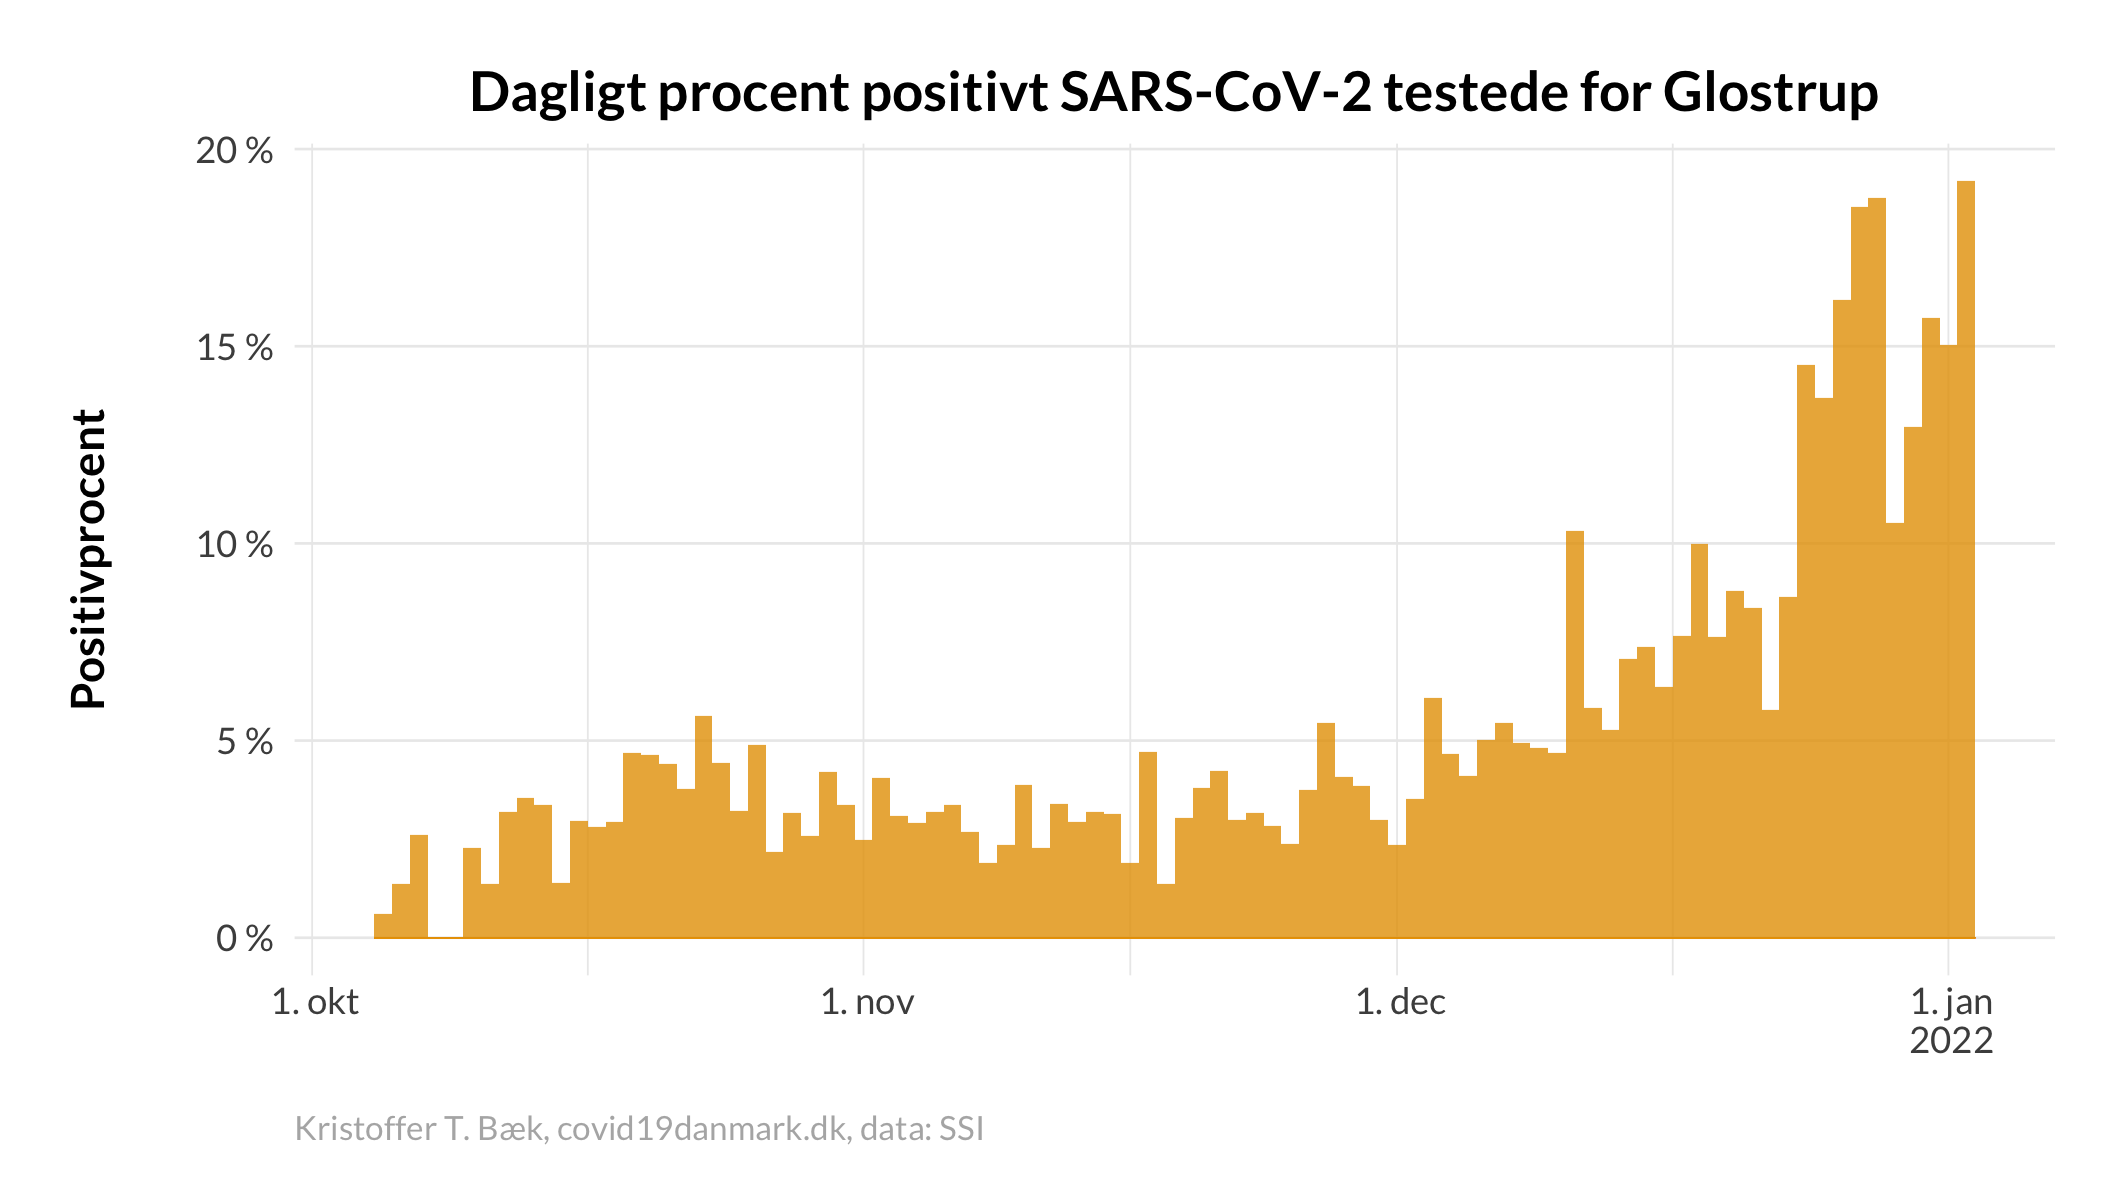 Dagligt procent positivt SARS-CoV-2 testede for Glostrup
Positivprocent
20 %
15 %
10 %
5 %
0 %
1. okt
1. nov
1. dec
1. jan
2022
Kristoffer T. Bæk, covid19danmark.dk, data: SSI